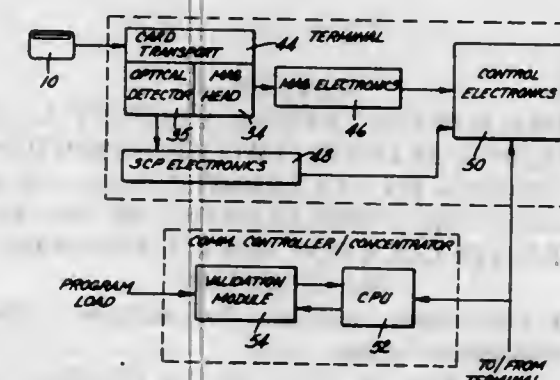 CARD
TRANSPORT
44
TERMINAL
10
OPTICAL
DETECTOR
35
MAG
HEAD
34
MAG ELECTRONICS
46
CONTROL
ELECTRONICS
50
SCP ELECTRONICS
48
COMM. CONTROLLER / CONCENTRATOR
PROGRAM
LOAD
VALIDATION
MODULE
54
CPU
52
TO/FROM
TERMINAL